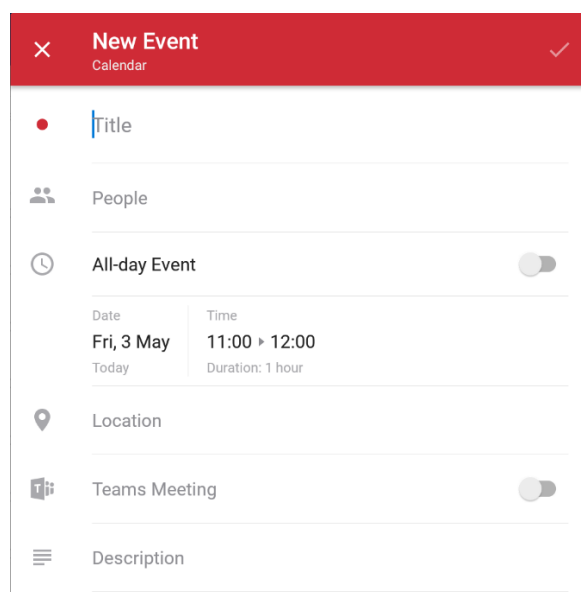 New Event
Calendar
Title
People
All-day Event
Date
Time
Fri, 3 May
11:00 ▸ 12:00
Today
Duration: 1 hour
Location
T
Teams Meeting
Description